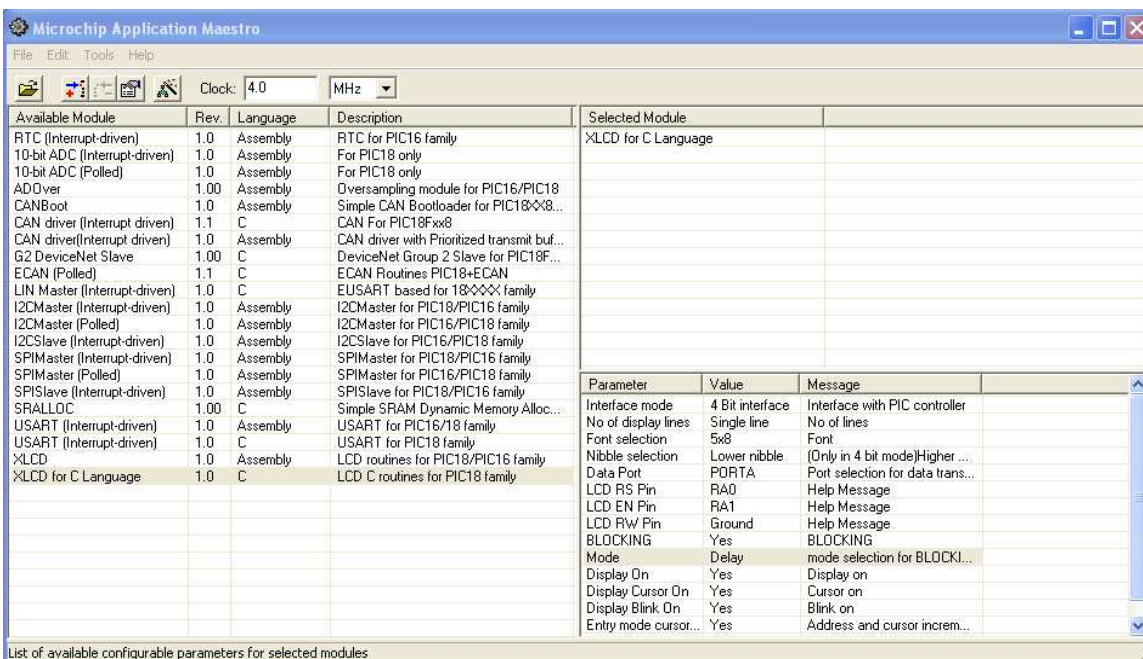 Microchip Application Maestro
File Edit Tools Help
Clock: 4.0 MHz
Available Module Rev. Language Description
RTC (Interrupt-driven) 1.0 Assembly RTC for PIC16 family
10-bit ADC (Interrupt-driven) 1.0 Assembly For PIC18 only
10-bit ADC (Polled) 1.0 Assembly For PIC18 only
ADOver 1.00 Assembly Oversampling module for PIC16/PIC18
CANBoot 1.0 Assembly Simple CAN Bootloader for PIC18XX8...
CAN driver (Interrupt driven) 1.1 C CAN For PIC18Fxx8
CAN driver(Interrupt driven) 1.0 Assembly CAN driver with Prioritized transmit buf...
G2 DeviceNet Slave 1.00 C DeviceNet Group 2 Slave for PIC18F...
ECAN (Polled) 1.1 C ECAN Routines PIC18+ECAN
LIN Master (Interrupt-driven) 1.0 C EUSART based for 18XXXX family
I2CMaster (Interrupt-driven) 1.0 Assembly I2CMaster for PIC18/PIC16 family
I2CMaster (Polled) 1.0 Assembly I2CMaster for PIC16/PIC18 family
I2CSlave (Interrupt-driven) 1.0 Assembly I2CSlave for PIC16/PIC18 family
SPIMaster (Interrupt-driven) 1.0 Assembly SPIMaster for PIC18/PIC16 family
SPIMaster (Polled) 1.0 Assembly SPIMaster for PIC16/PIC18 family
SPISlave (Interrupt-driven) 1.0 Assembly SPISlave for PIC18/PIC16 family
SRALLOC 1.00 C Simple SRAM Dynamic Memory Alloc...
USART (Interrupt-driven) 1.0 Assembly USART for PIC16/18 family
USART (Interrupt-driven) 1.0 C USART for PIC18 family
XLCD 1.0 Assembly LCD routines for PIC18/PIC16 family
XLCD for C Language 1.0 C LCD C routines for PIC18 family
Selected Module
XLCD for C Language
Parameter Value Message
Interface mode 4 Bit interface Interface with PIC controller
No of display lines Single line No of lines
Font selection 5x8 Font
Nibble selection Lower nibble (Only in 4 bit mode)Higher ...
Data Port PORTA Port selection for data trans...
LCD RS Pin RA0 Help Message
LCD EN Pin RA1 Help Message
LCD RW Pin Ground Help Message
BLOCKING Yes BLOCKING
Mode Delay mode selection for BLOCKI...
Display On Yes Display on
Display Cursor On Yes Cursor on
Display Blink On Yes Blink on
Entry mode cursor... Yes Address and cursor increm...
List of available configurable parameters for selected modules